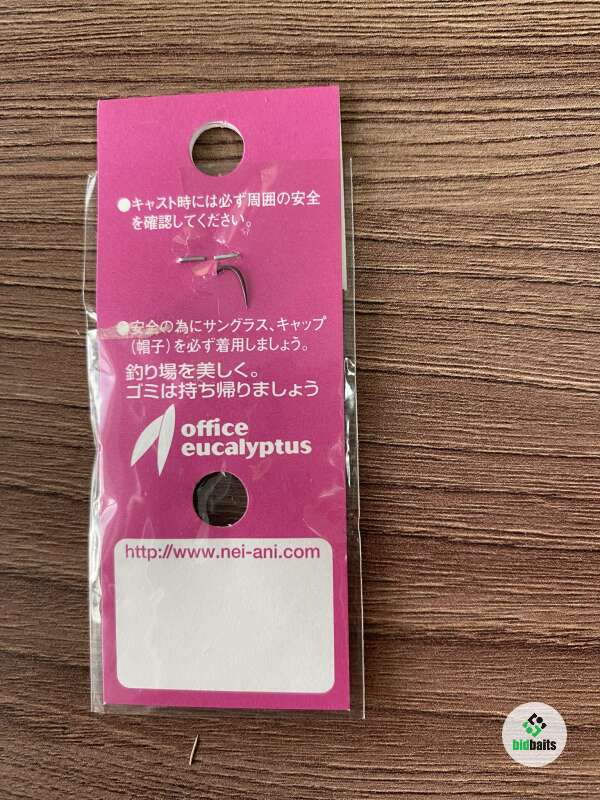 ●キャスト時には必ず周囲の安全
を確認してください。
●安全の為にサングラス、キャップ
(帽子)を必ず着用しましょう。
釣り場を美しく。
ゴミは持ち帰りましょう
office
eucalyptus
http://www.nei-ani.com
bidbaits